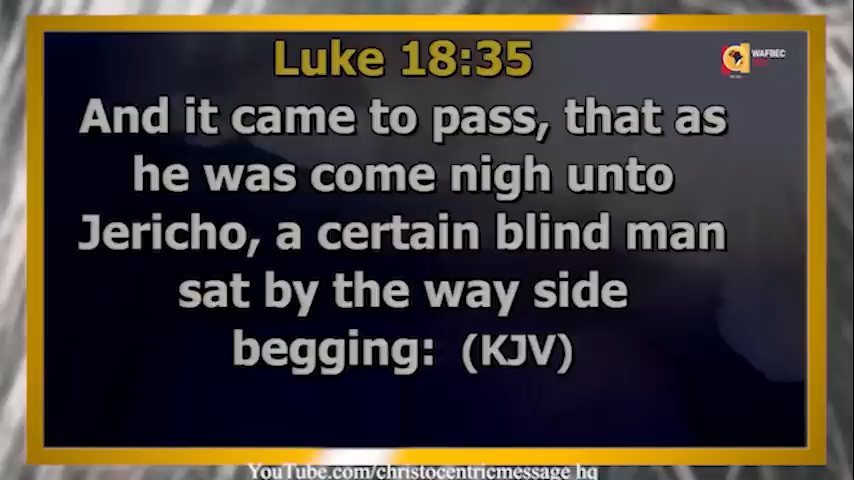 Luke 18:35
WAFBEC
And it came to pass, that as
he was come nigh unto
Jericho, a certain blind man
sat by the way side
begging: (KJV)
YouTube.com/christocentricmessage hq